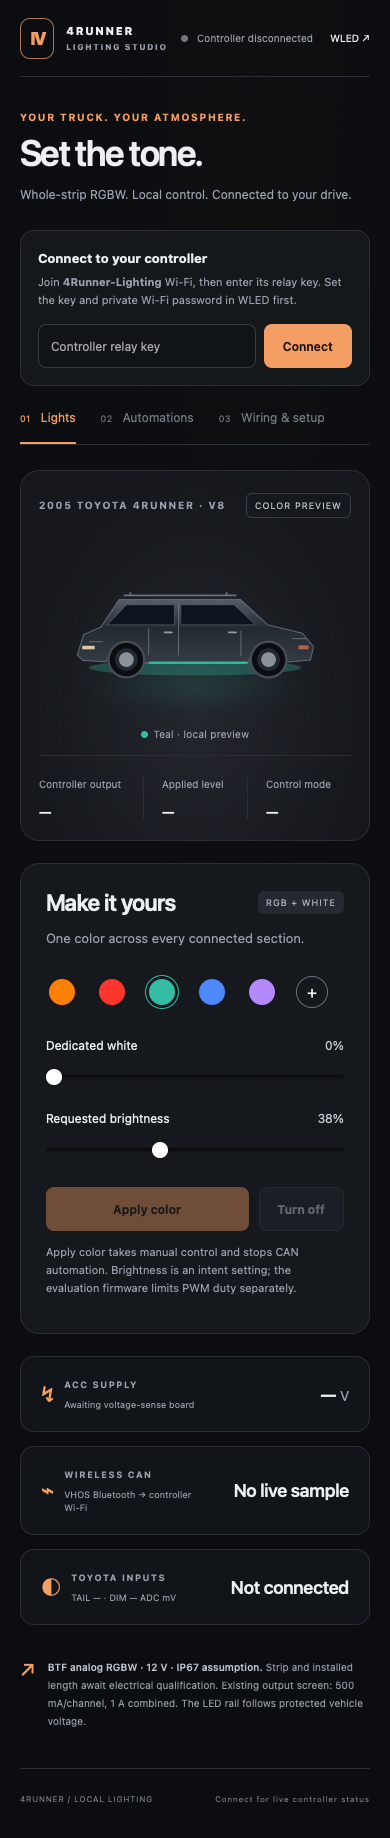 IV
4RUNNER
LIGHTING STUDIO
Controller disconnected
WLED ↗
YOUR TRUCK. YOUR ATMOSPHERE.
Set the tone.
Whole-strip RGBW. Local control. Connected to your drive.
Connect to your controller
Join 4Runner-Lighting Wi-Fi, then enter its relay key. Set
the key and private Wi-Fi password in WLED first.
Controller relay key
Connect
01 Lights
02 Automations
03 Wiring & setup
2005 TOYOTA 4RUNNER · V8
COLOR PREVIEW
Teal · local preview
Controller output
—
Applied level
—
Control mode
—
Make it yours
RGB + WHITE
One color across every connected section.
+
Dedicated white
0%
Requested brightness
38%
Apply color
Turn off
Apply color takes manual control and stops CAN
automation. Brightness is an intent setting; the
evaluation firmware limits PWM duty separately.
ACC SUPPLY
Awaiting voltage-sense board
— V
WIRELESS CAN
VHOS Bluetooth → controller
Wi-Fi
No live sample
TOYOTA INPUTS
TAIL — · DIM — ADC mV
Not connected
↗ BTF analog RGBW · 12 V · IP67 assumption. Strip and installed
length await electrical qualification. Existing output screen: 500
mA/channel, 1 A combined. The LED rail follows protected vehicle
voltage.
4RUNNER / LOCAL LIGHTING
Connect for live controller status